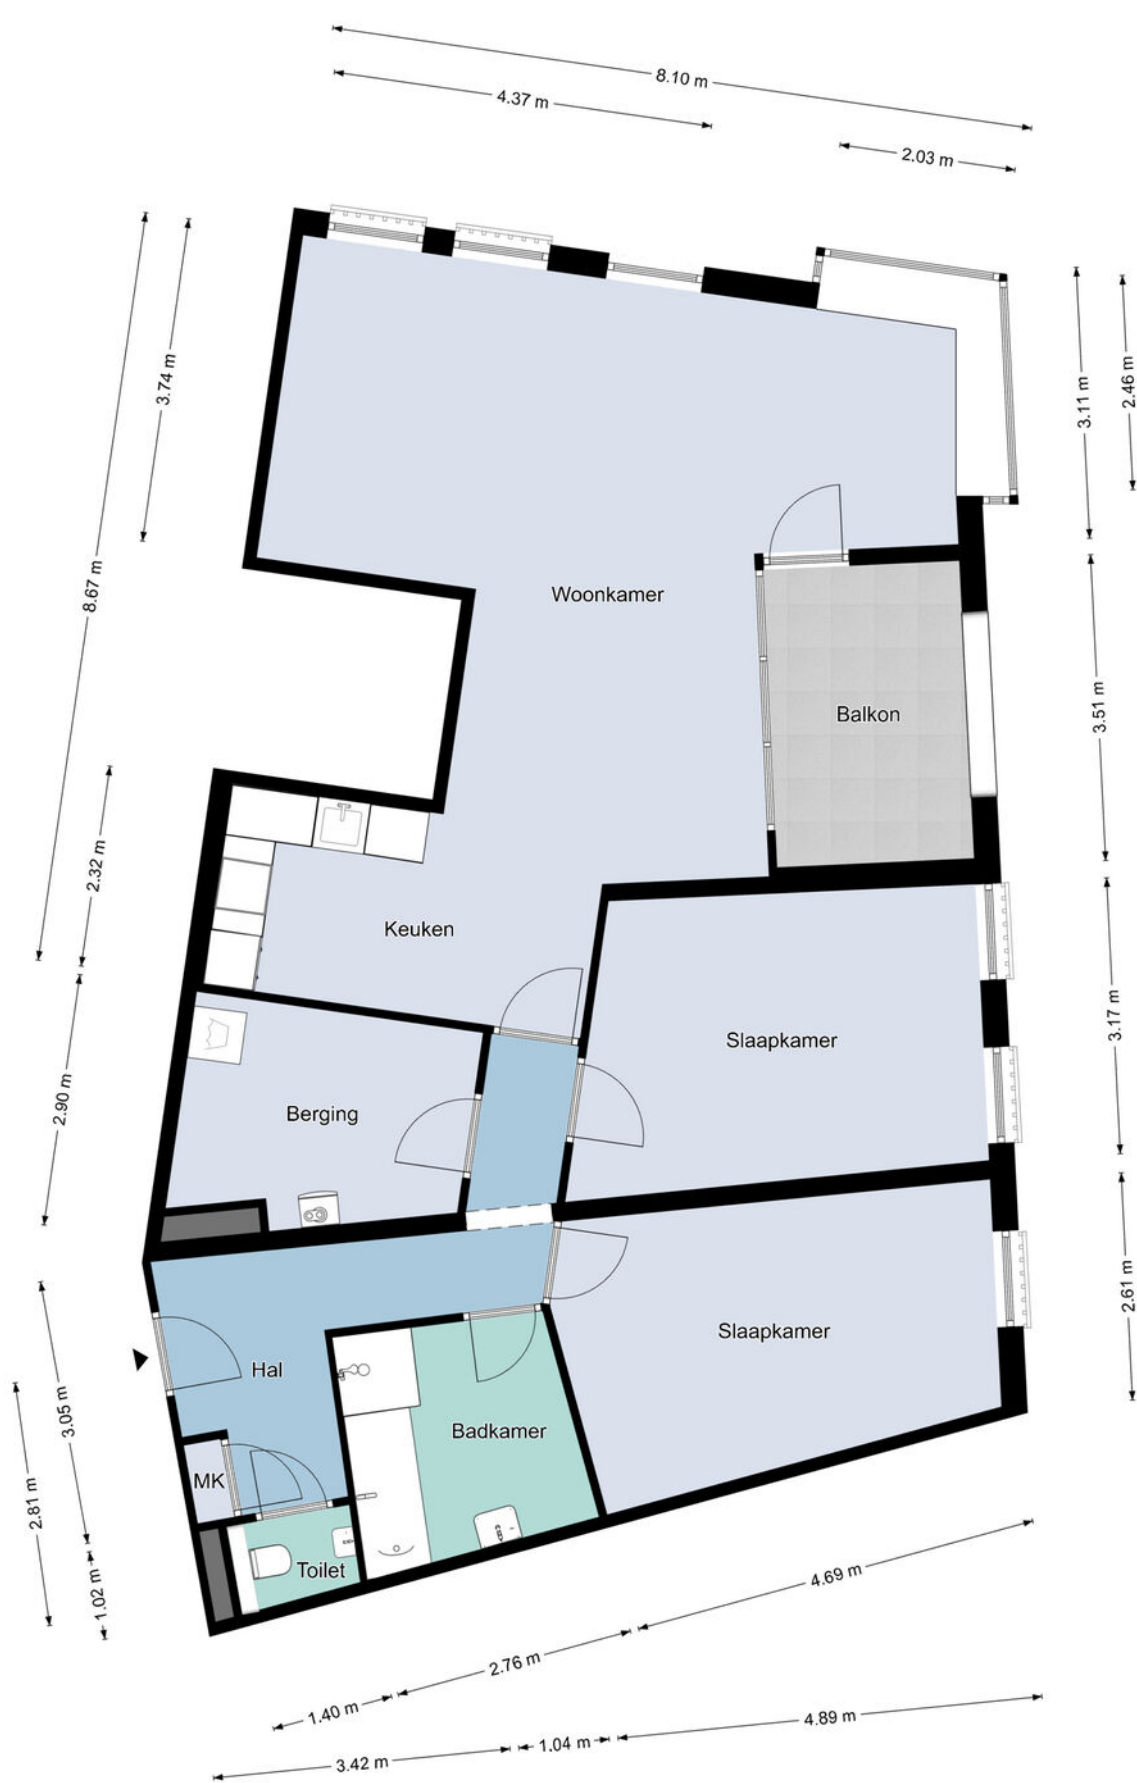 8.10 m
4.37 m
2.03 m
3.74 m
3.11 m
2.46 m
8.67 m
Woonkamer
3.51 m
Balkon
2.32 m
Keuken
3.17 m
Slaapkamer
2.90 m
Berging
2.61 m
Slaapkamer
Hal
3.05 m
Badkamer
MK
2.81 m
Toilet
1.02 m
4.69 m
2.76 m
1.40 m
4.89 m
1.04 m
3.42 m